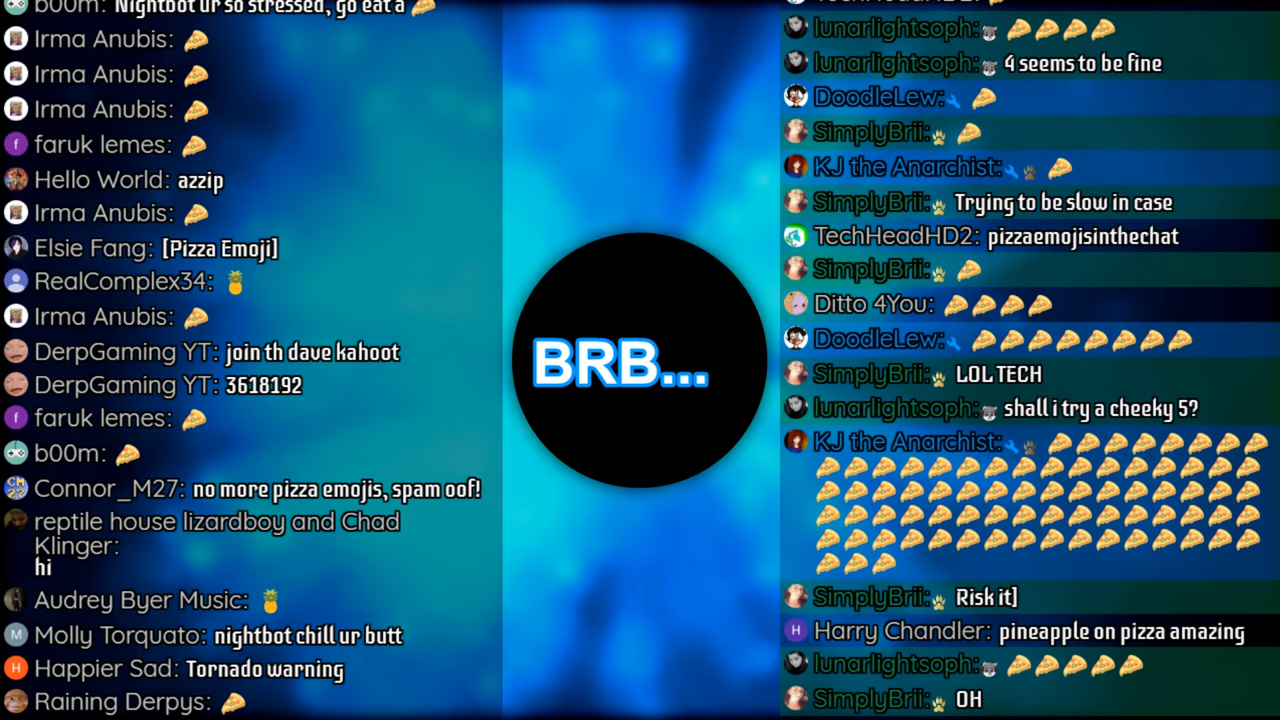 b00m: Nightbot ur so stressed, go eat a 🍕
Irma Anubis: 🍕
Irma Anubis: 🍕
Irma Anubis: 🍕
faruk lemes: 🍕
Hello World: azzip
Irma Anubis: 🍕
Elsie Fang: [Pizza Emoji]
RealComplex34: 🍍
Irma Anubis: 🍕
DerpGaming YT: join th dave kahoot
DerpGaming YT: 3618192
faruk lemes: 🍕
b00m: 🍕
Connor_M27: no more pizza emojis, spam oof!
reptile house lizardboy and Chad
Klinger:
hi
Audrey Byer Music: 🍍
Molly Torquato: nightbot chill ur butt
Happier Sad: Tornado warning
Raining Derpys: 🍕
BRB...
TechHeadHD2: 🍕
lunarlightsoph: 🍕🍕🍕🍕
lunarlightsoph: 4 seems to be fine
DoodleLew: 🍕
SimplyBrii: 🍕
KJ the Anarchist: 🍕
SimplyBrii: Trying to be slow in case
TechHeadHD2: pizzaemojisinthechat
SimplyBrii: 🍕
Ditto 4You: 🍕🍕🍕🍕
DoodleLew: 🍕🍕🍕🍕🍕🍕🍕🍕
SimplyBrii: LOL TECH
lunarlightsoph: shall i try a cheeky 5?
KJ the Anarchist: 🍕🍕🍕🍕🍕🍕🍕🍕
🍕🍕🍕🍕🍕🍕🍕🍕🍕🍕🍕🍕🍕🍕🍕🍕
🍕🍕🍕🍕🍕🍕🍕🍕🍕🍕🍕🍕🍕🍕🍕🍕
🍕🍕🍕🍕🍕🍕🍕🍕🍕🍕🍕🍕🍕🍕🍕🍕
🍕🍕🍕🍕🍕🍕🍕🍕🍕🍕🍕🍕🍕🍕🍕🍕
🍕🍕🍕
SimplyBrii: Risk it]
Harry Chandler: pineapple on pizza amazing
lunarlightsoph: 🍕🍕🍕🍕🍕
SimplyBrii: OH